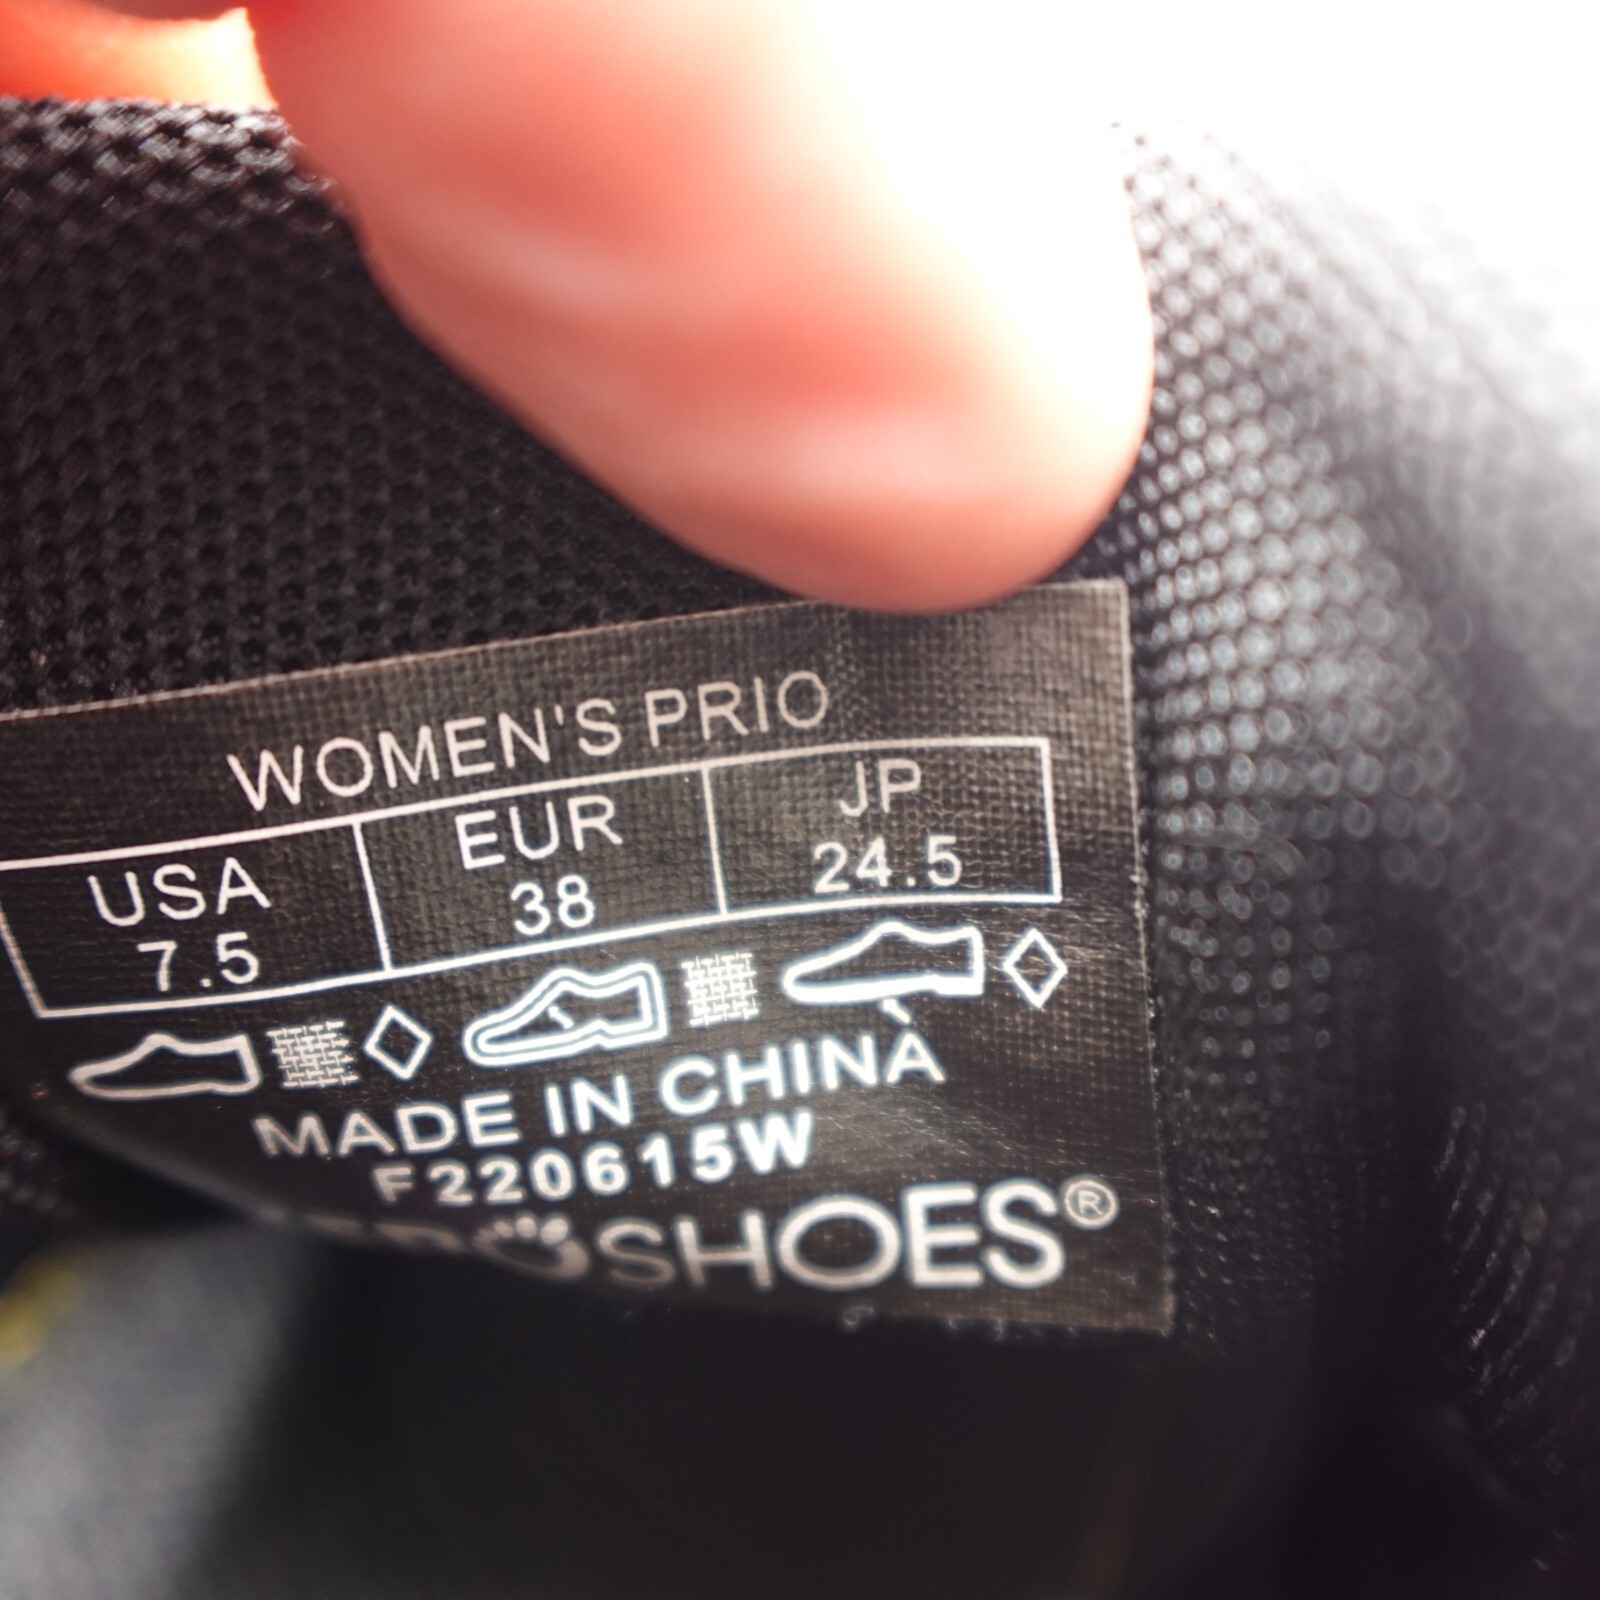 WOMEN'S PRIO
USA EUR JP
7.5 38 24.5
MADE IN CHINA
F220615W
SHOES®